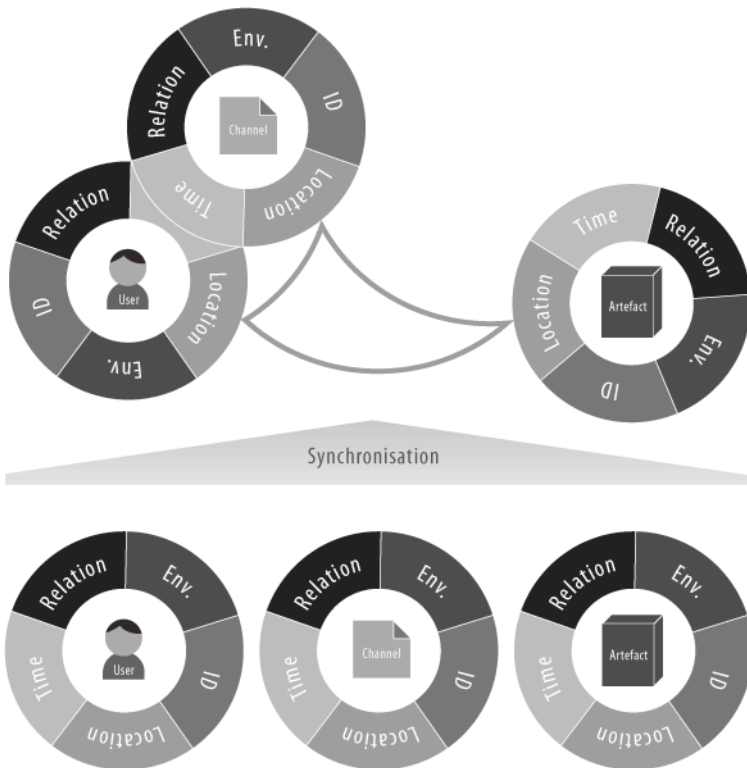 Env.
Relation
ID
Channel
Time
Location
Relation
User
Location
ID
Env.
Time
Relation
Location
Artefact
Env.
ID
Synchronisation
Relation
Env.
User
Time
ID
Location
Relation
Env.
Channel
Time
ID
Location
Relation
Env.
Artefact
Time
ID
Location